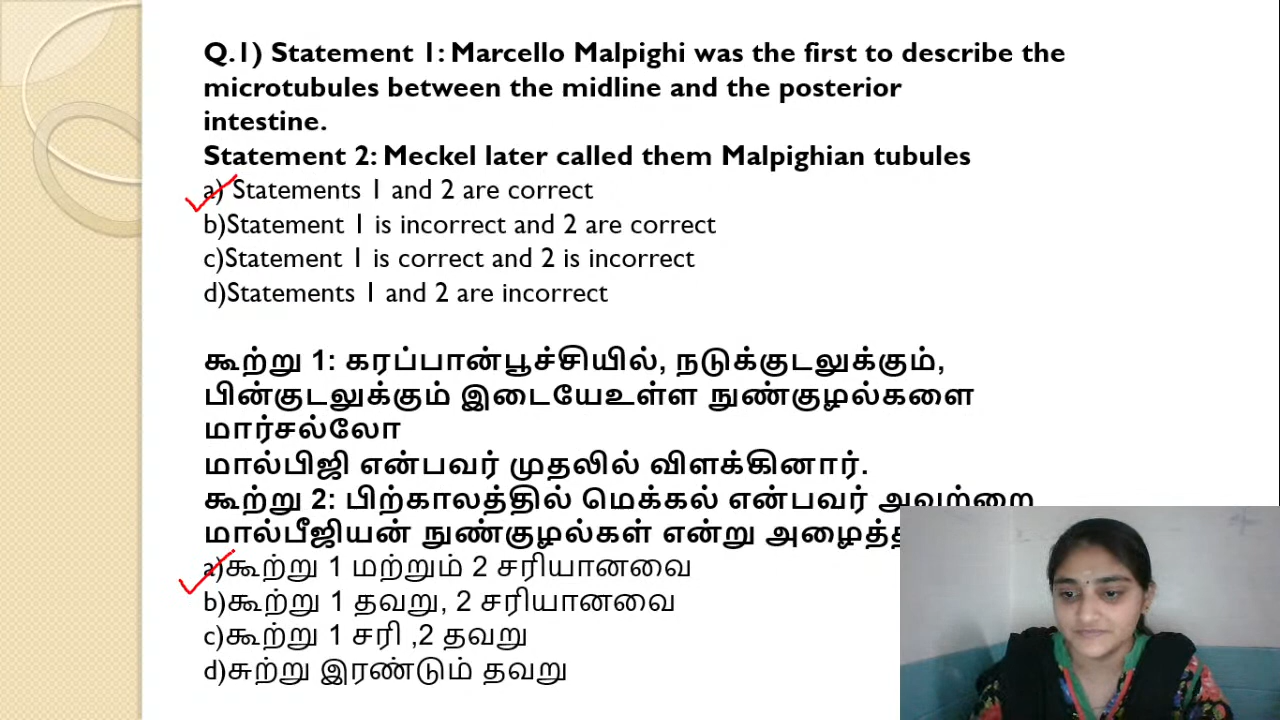 Q.1) Statement 1: Marcello Malpighi was the first to describe the
microtubules between the midline and the posterior
intestine.
Statement 2: Meckel later called them Malpighian tubules
a) Statements 1 and 2 are correct
b)Statement 1 is incorrect and 2 are correct
c)Statement 1 is correct and 2 is incorrect
d)Statements 1 and 2 are incorrect
கூற்று 1: கரப்பான்பூச்சியில், நடுக்குடலுக்கும்,
பின்குடலுக்கும் இடையேஉள்ள நுண்குழல்களை
மார்சல்லோ
மால்பிஜி என்பவர் முதலில் விளக்கினார்.
கூற்று 2: பிற்காலத்தில் மெக்கல் என்பவர் அவற்றை
மால்பீஜியன் நுண்குழல்கள் என்று
a)கூற்று 1 மற்றும் 2 சரியானவை
b)கூற்று 1 தவறு, 2 சரியானவை
c)கூற்று 1 சரி ,2 தவறு
d)சுற்று இரண்டும் தவறு